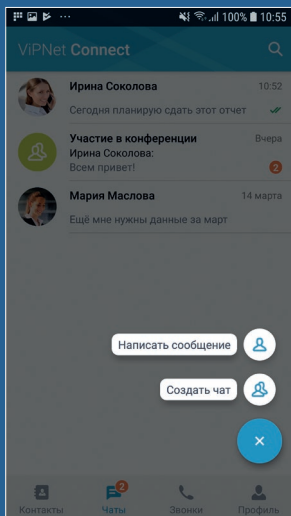 100% 10:55
ViPNet Connect
Ирина Соколова 10:52
Сегодня планирую сдать этот отчет
Участие в конференции Вчера
Ирина Соколова:
Всем привет! 2
Мария Маслова 14 марта
Ещё мне нужны данные за март
Написать сообщение
Создать чат
2
Контакты Чаты Звонки Профиль